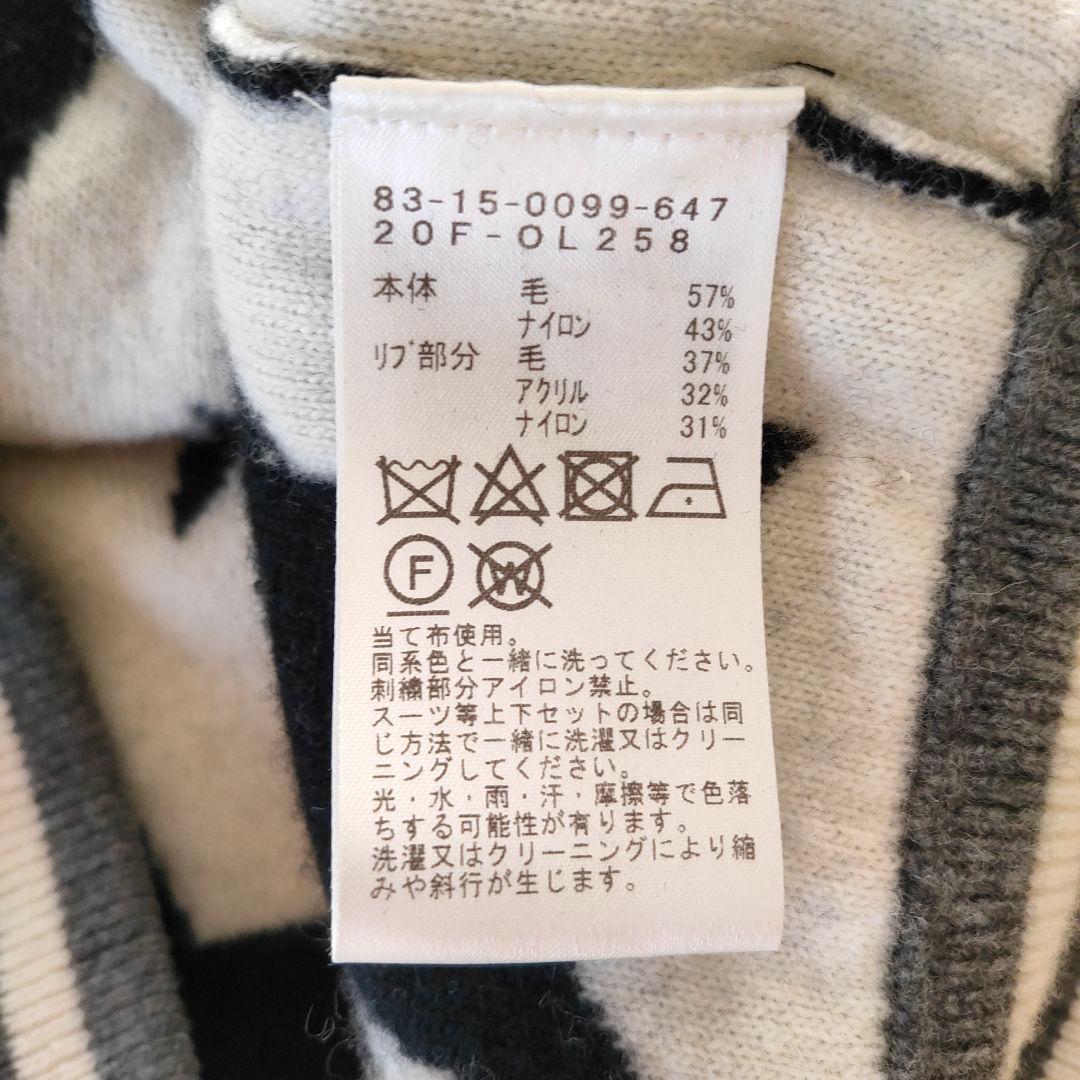 83-15-0099-647
20F-OL258
本体 毛 57%
ナイロン 43%
リブ部分 毛 37%
アクリル 32%
ナイロン 31%
F W
当て布使用。
同系色と一緒に洗ってください。
刺繍部分アイロン禁止。
スーツ等上下セットの場合は同
じ方法で一緒に洗濯又はクリー
ニングしてください。
光・水・雨・汗・摩擦等で色落
ちする可能性が有ります。
洗濯又はクリーニングにより縮
みや斜行が生じます。